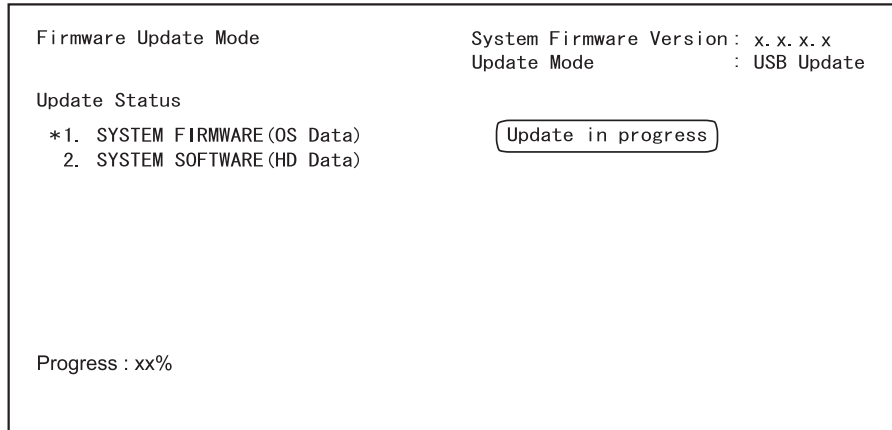 Firmware Update Mode System Firmware Version : x.x.x.x
Update Mode : USB Update
Update Status
*1. SYSTEM FIRMWARE(OS Data) Update in progress
2. SYSTEM SOFTWARE(HD Data)
Progress : xx%